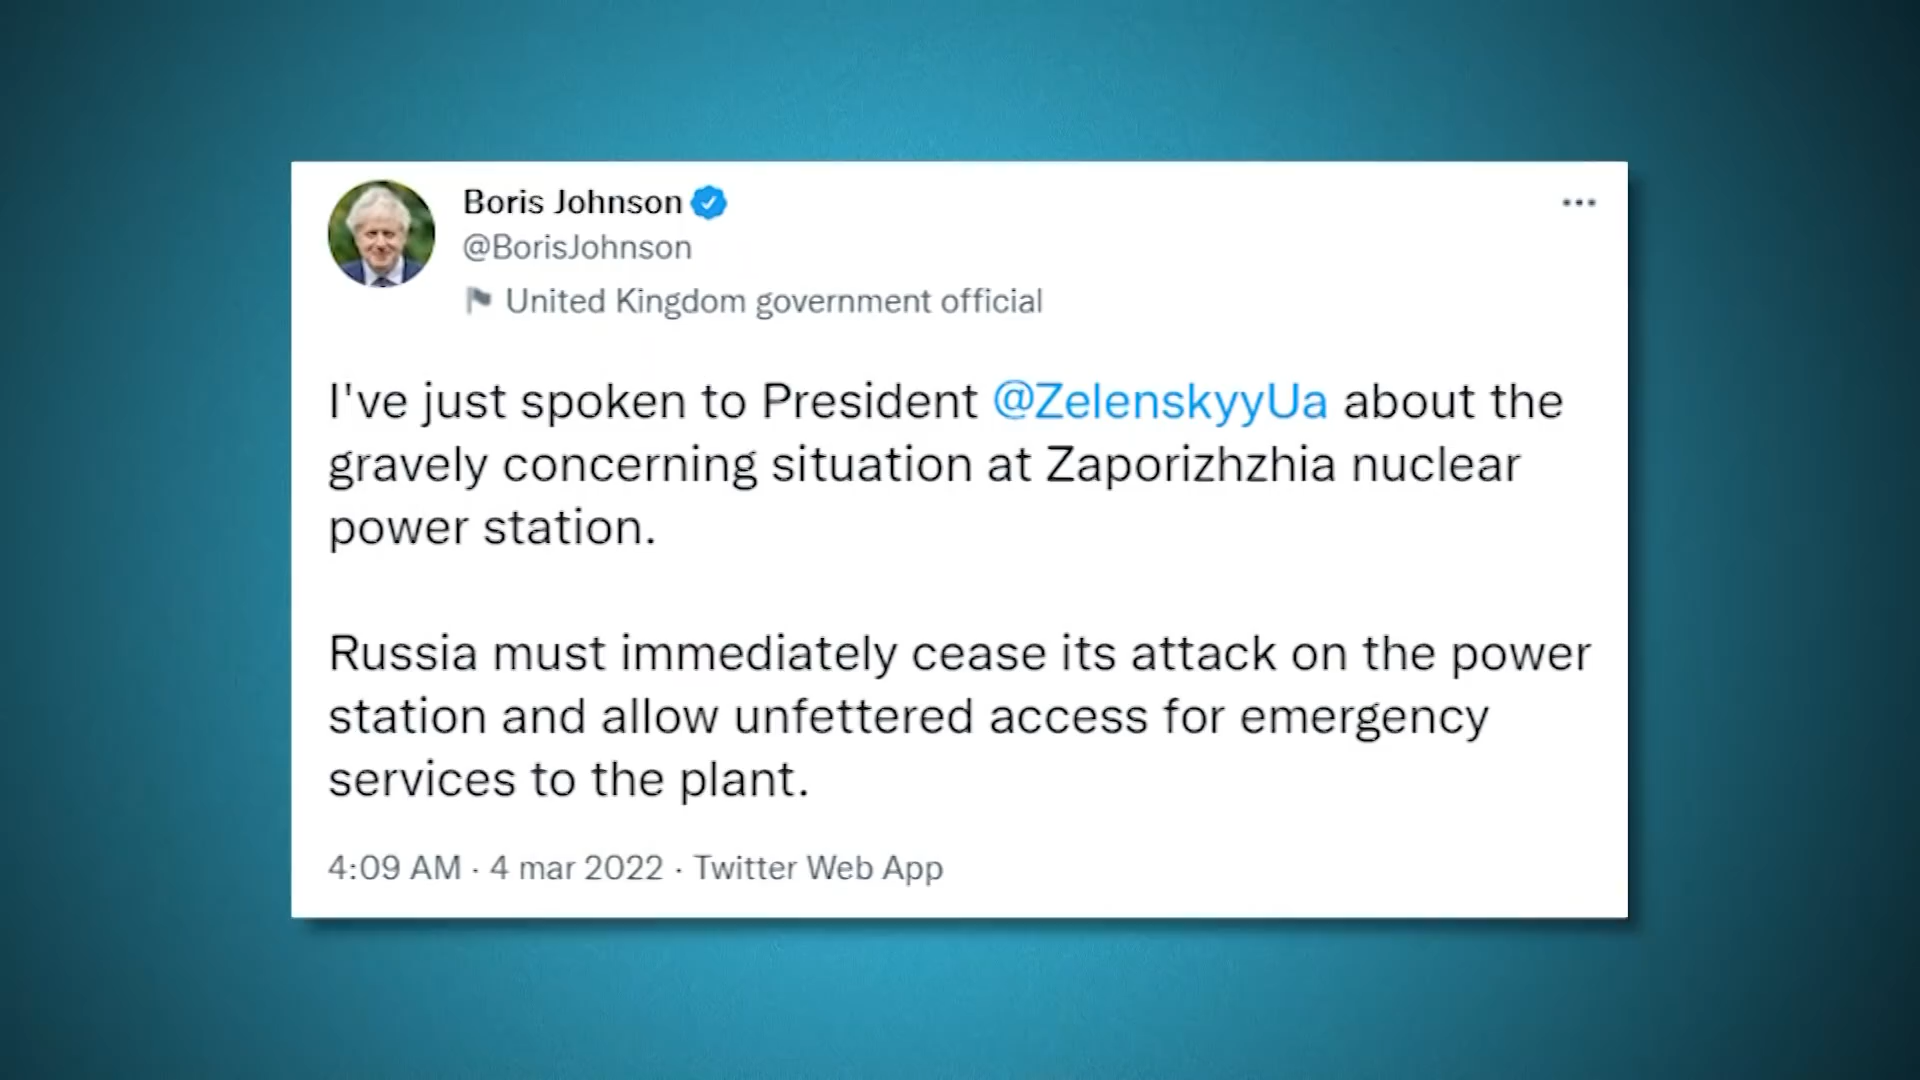 Boris Johnson
@BorisJohnson
United Kingdom government official
I've just spoken to President @ZelenskyyUa about the
gravely concerning situation at Zaporizhzhia nuclear
power station.
Russia must immediately cease its attack on the power
station and allow unfettered access for emergency
services to the plant.
4:09 AM · 4 mar 2022 · Twitter Web App